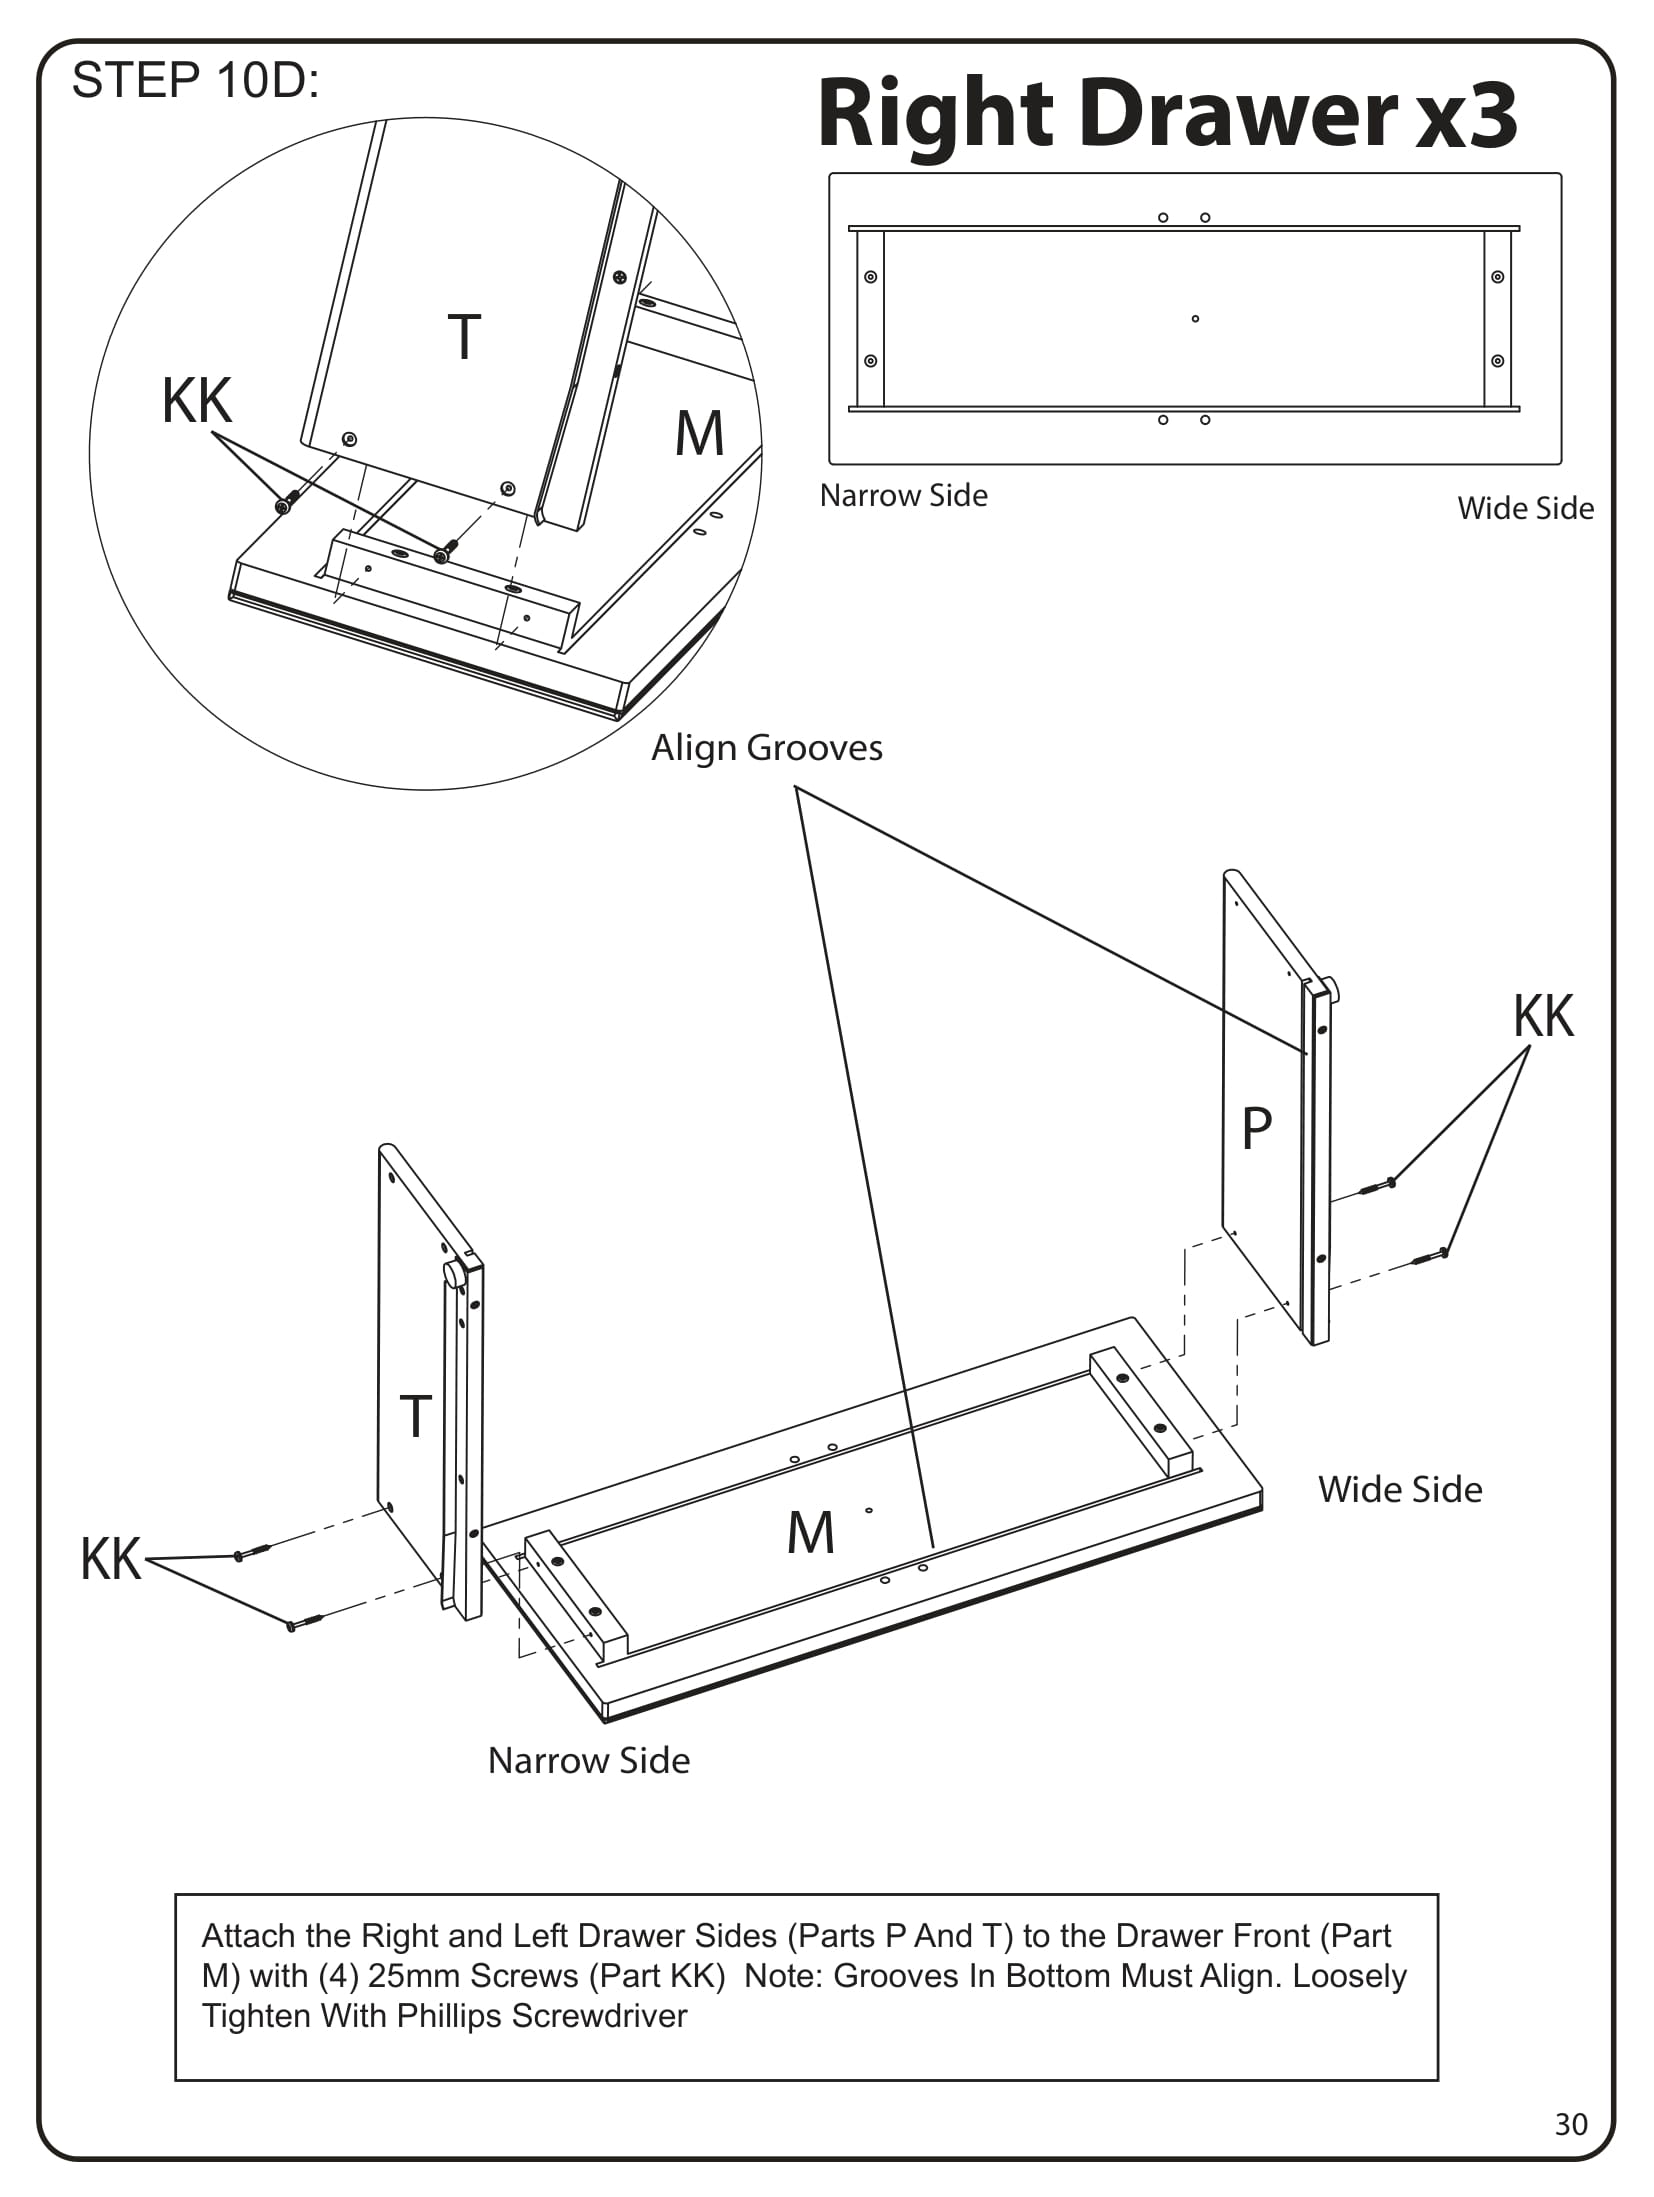 STEP 10D:
Right Drawer x3
T
KK
M
Narrow Side
Wide Side
Align Grooves
KK
P
T
M
Wide Side
KK
Narrow Side
Attach the Right and Left Drawer Sides (Parts P And T) to the Drawer Front (Part
M) with (4) 25mm Screws (Part KK)  Note: Grooves In Bottom Must Align. Loosely
Tighten With Phillips Screwdriver
30